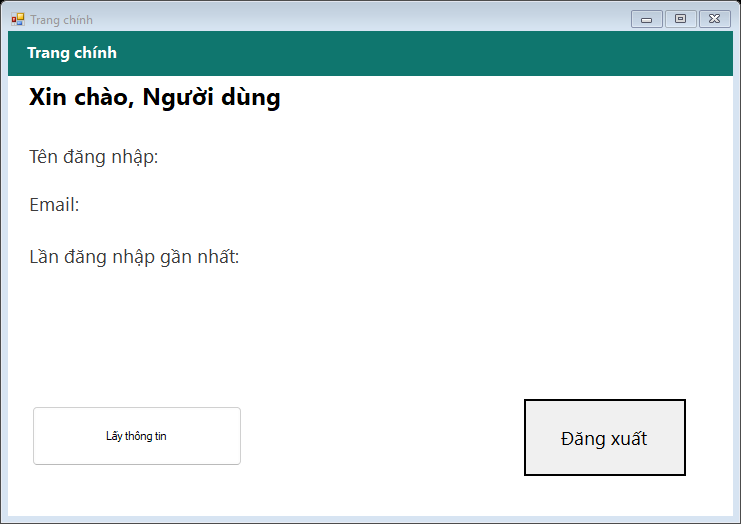 Trang chính
Trang chính
Xin chào, Người dùng
Tên đăng nhập:
Email:
Lần đăng nhập gần nhất:
Lấy thông tin
Đăng xuất